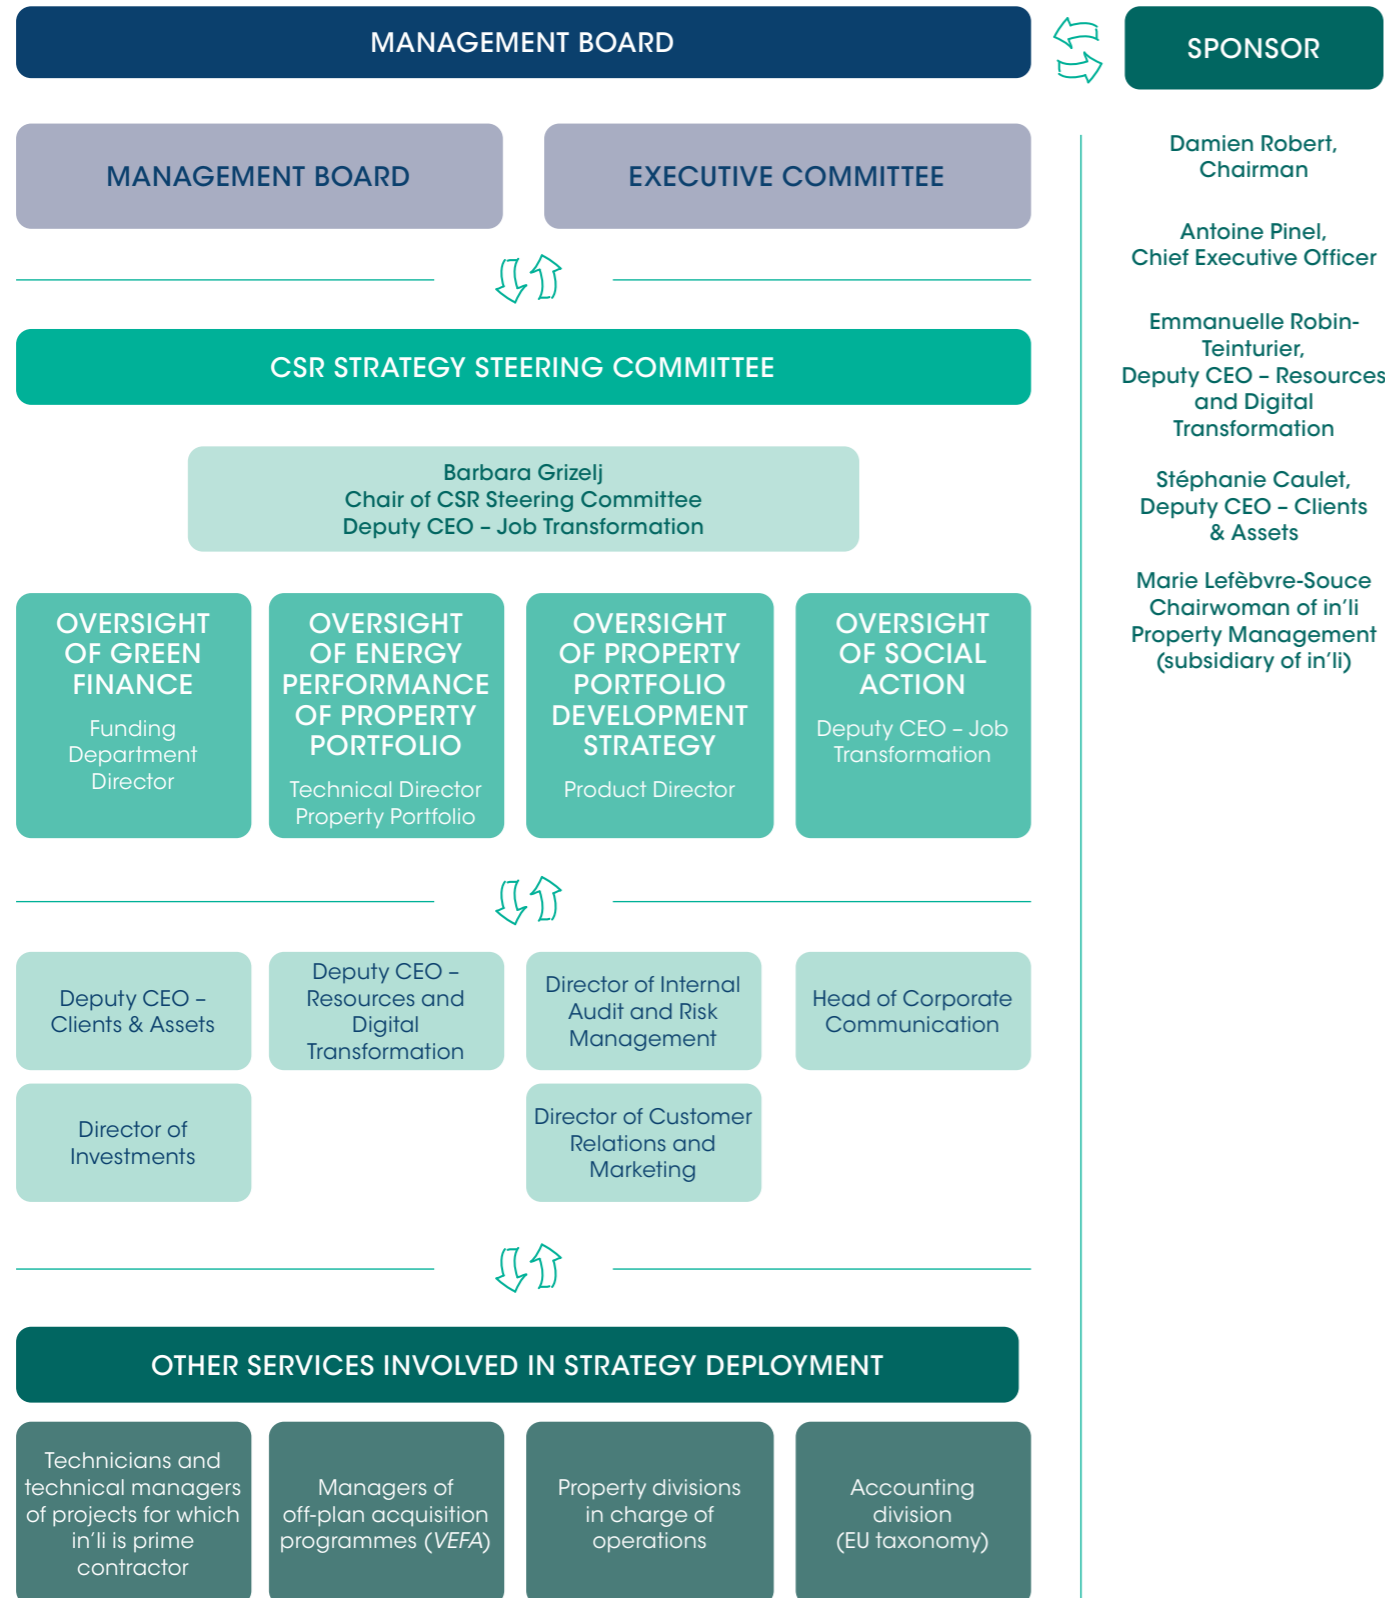 MANAGEMENT BOARD
SPONSOR
MANAGEMENT BOARD
EXECUTIVE COMMITTEE
CSR STRATEGY STEERING COMMITTEE
Barbara Grizelj
Chair of CSR Steering Committee
Deputy CEO – Job Transformation
OVERSIGHT
OF GREEN
FINANCE
Funding
Department
Director
OVERSIGHT
OF ENERGY
PERFORMANCE
OF PROPERTY
PORTFOLIO
Technical Director
Property Portfolio
OVERSIGHT
OF PROPERTY
PORTFOLIO
DEVELOPMENT
STRATEGY
Product Director
OVERSIGHT
OF SOCIAL
ACTION
Deputy CEO – Job
Transformation
Deputy CEO –
Clients & Assets
Deputy CEO –
Resources and
Digital
Transformation
Director of Internal
Audit and Risk
Management
Head of Corporate
Communication
Director of
Investments
Director of Customer
Relations and
Marketing
OTHER SERVICES INVOLVED IN STRATEGY DEPLOYMENT
Technicians and
technical managers
of projects for which
in’li is prime
contractor
Managers of
off-plan acquisition
programmes (VEFA)
Property divisions
in charge of
operations
Accounting
division
(EU taxonomy)
Damien Robert,
Chairman
Antoine Pinel,
Chief Executive Officer
Emmanuelle Robin-
Teinturier,
Deputy CEO – Resources
and Digital
Transformation
Stéphanie Caulet,
Deputy CEO – Clients
& Assets
Marie Lefèbvre-Souce
Chairwoman of in’li
Property Management
(subsidiary of in’li)